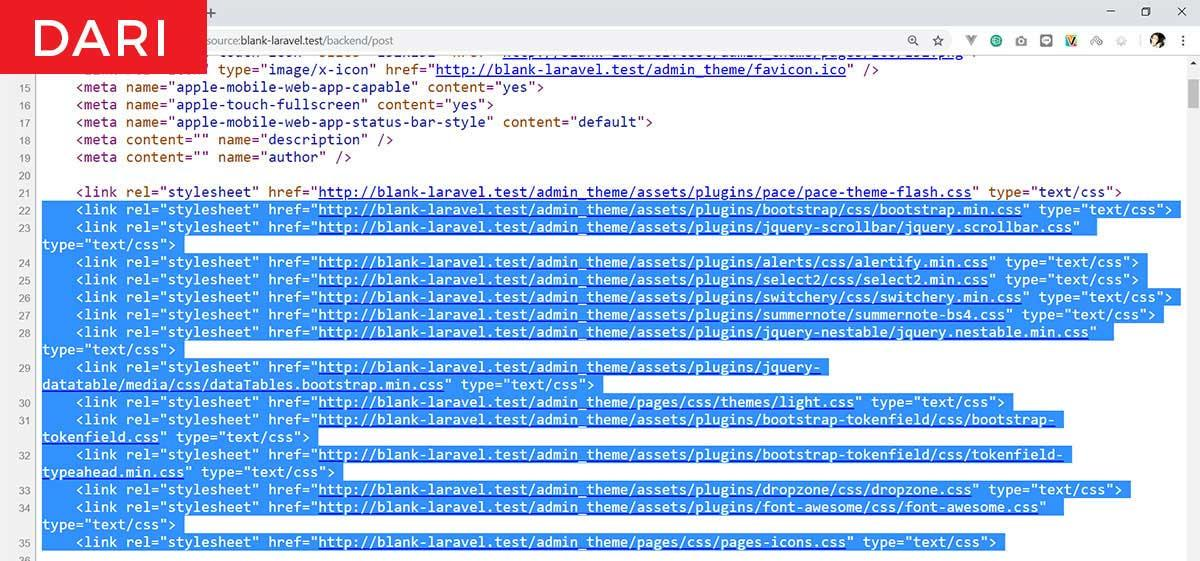 DARI
source:blank-laravel.test/backend/post
type="image/x-icon" href="http://blank-laravel.test/admin_theme/favicon.ico" />
15 <meta name="apple-mobile-web-app-capable" content="yes">
16 <meta name="apple-touch-fullscreen" content="yes">
17 <meta name="apple-mobile-web-app-status-bar-style" content="default">
18 <meta content="" name="description" />
19 <meta content="" name="author" />
20
21 <link rel="stylesheet" href="http://blank-laravel.test/admin_theme/assets/plugins/pace/pace-theme-flash.css" type="text/css">
22 <link rel="stylesheet" href="http://blank-laravel.test/admin_theme/assets/plugins/bootstrap/css/bootstrap.min.css" type="text/css">
23 <link rel="stylesheet" href="http://blank-laravel.test/admin_theme/assets/plugins/jquery-scrollbar/jquery.scrollbar.css"
type="text/css">
24 <link rel="stylesheet" href="http://blank-laravel.test/admin_theme/assets/plugins/alerts/css/alertify.min.css" type="text/css">
25 <link rel="stylesheet" href="http://blank-laravel.test/admin_theme/assets/plugins/select2/css/select2.min.css" type="text/css">
26 <link rel="stylesheet" href="http://blank-laravel.test/admin_theme/assets/plugins/switchery/css/switchery.min.css" type="text/css">
27 <link rel="stylesheet" href="http://blank-laravel.test/admin_theme/assets/plugins/summernote/summernote-bs4.css" type="text/css">
28 <link rel="stylesheet" href="http://blank-laravel.test/admin_theme/assets/plugins/jquery-nestable/jquery.nestable.min.css"
type="text/css">
29 <link rel="stylesheet" href="http://blank-laravel.test/admin_theme/assets/plugins/jquery-
datatable/media/css/dataTables.bootstrap.min.css" type="text/css">
30 <link rel="stylesheet" href="http://blank-laravel.test/admin_theme/pages/css/themes/light.css" type="text/css">
31 <link rel="stylesheet" href="http://blank-laravel.test/admin_theme/assets/plugins/bootstrap-tokenfield/css/bootstrap-
tokenfield.css" type="text/css">
32 <link rel="stylesheet" href="http://blank-laravel.test/admin_theme/assets/plugins/bootstrap-tokenfield/css/tokenfield-
typeahead.min.css" type="text/css">
33 <link rel="stylesheet" href="http://blank-laravel.test/admin_theme/assets/plugins/dropzone/css/dropzone.css" type="text/css">
34 <link rel="stylesheet" href="http://blank-laravel.test/admin_theme/assets/plugins/font-awesome/css/font-awesome.css"
type="text/css">
35 <link rel="stylesheet" href="http://blank-laravel.test/admin_theme/pages/css/pages-icons.css" type="text/css">